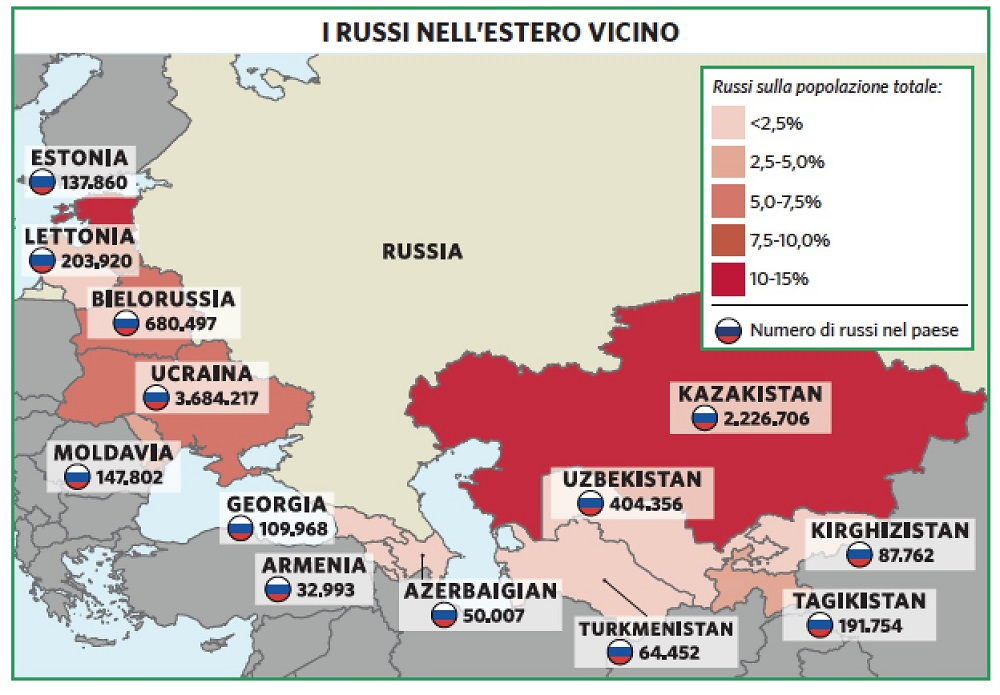 I RUSSI NELL'ESTERO VICINO
Russi sulla popolazione totale:
<2,5%
2,5-5,0%
5,0-7,5%
7,5-10,0%
10-15%
Numero di russi nel paese
ESTONIA
137.860
LETTONIA
203.920
RUSSIA
BIELORUSSIA
680.497
UCRAINA
3.684.217
KAZAKISTAN
2.226.706
MOLDAVIA
147.802
UZBEKISTAN
404.356
GEORGIA
109.968
KIRGHIZISTAN
87.762
ARMENIA
32.993
AZERBAIGIAN
50.007
TAGIKISTAN
191.754
TURKMENISTAN
64.452